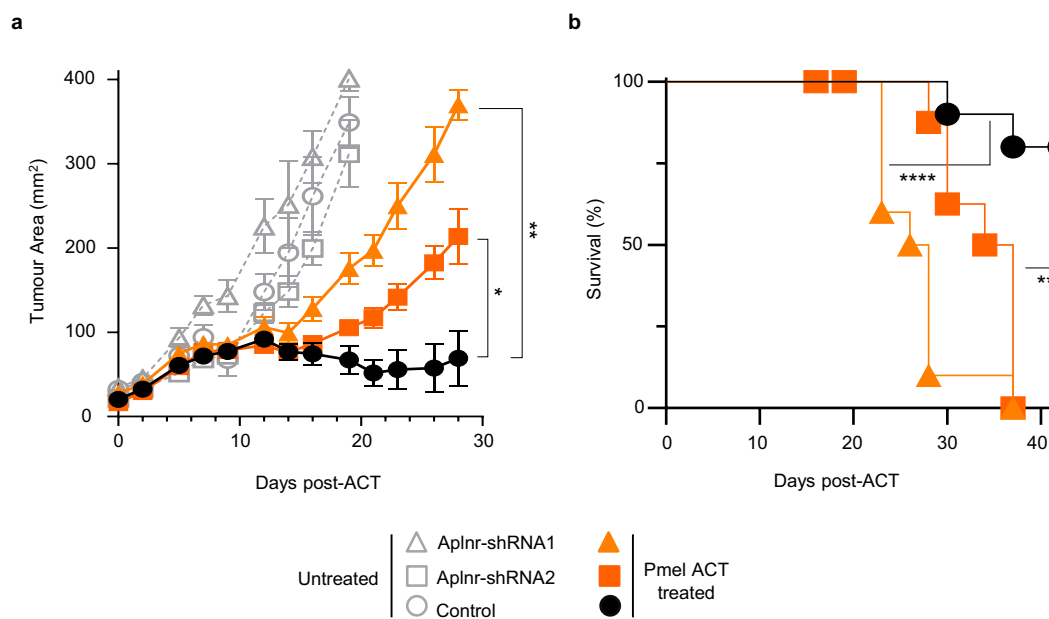 a
b
400
300
200
100
0
Tumour Area (mm²)
0
10
20
30
Days post-ACT
**
*
100
50
0
Survival (%)
0
10
20
30
40
Days post-ACT
****
**
Untreated
Aplnr-shRNA1
Aplnr-shRNA2
Control
Pmel ACT
treated